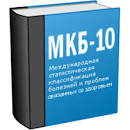 МКБ-10
Международная
статистическая
классификация
болезней и проблем
связанных со здоровьем